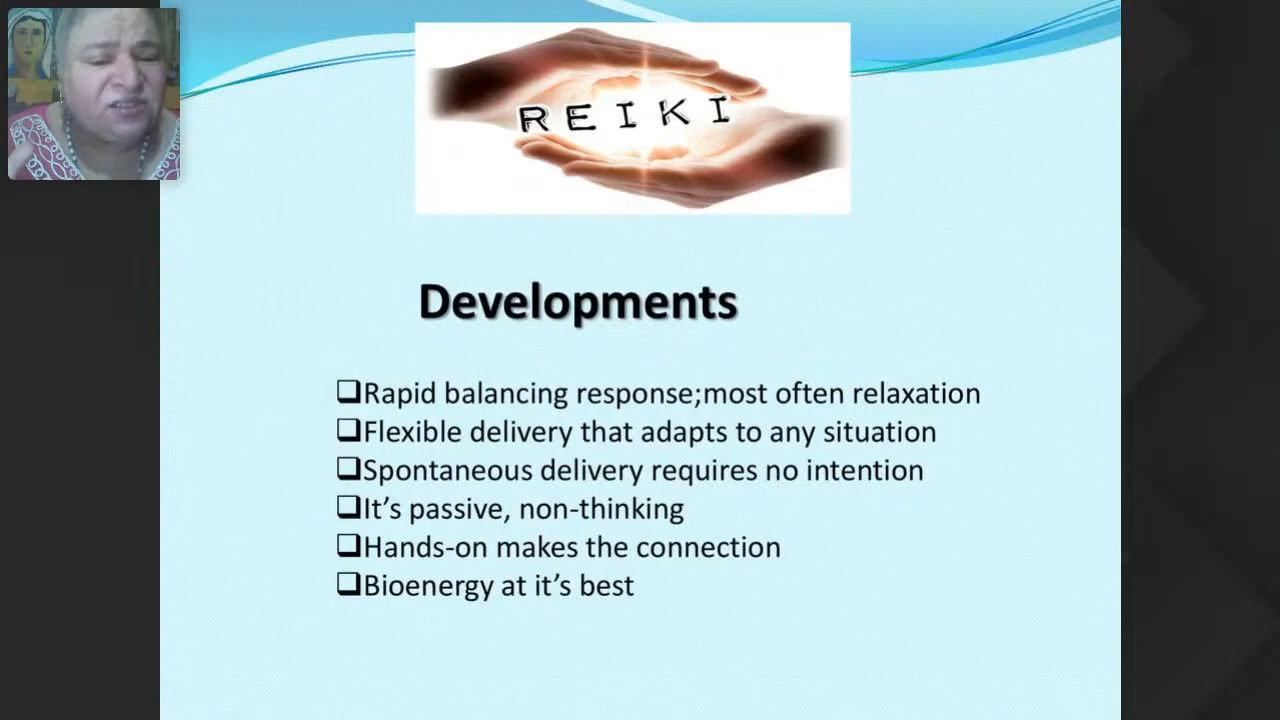 REIKI
Developments
Rapid balancing response;most often relaxation
Flexible delivery that adapts to any situation
Spontaneous delivery requires no intention
It’s passive, non-thinking
Hands-on makes the connection
Bioenergy at it’s best